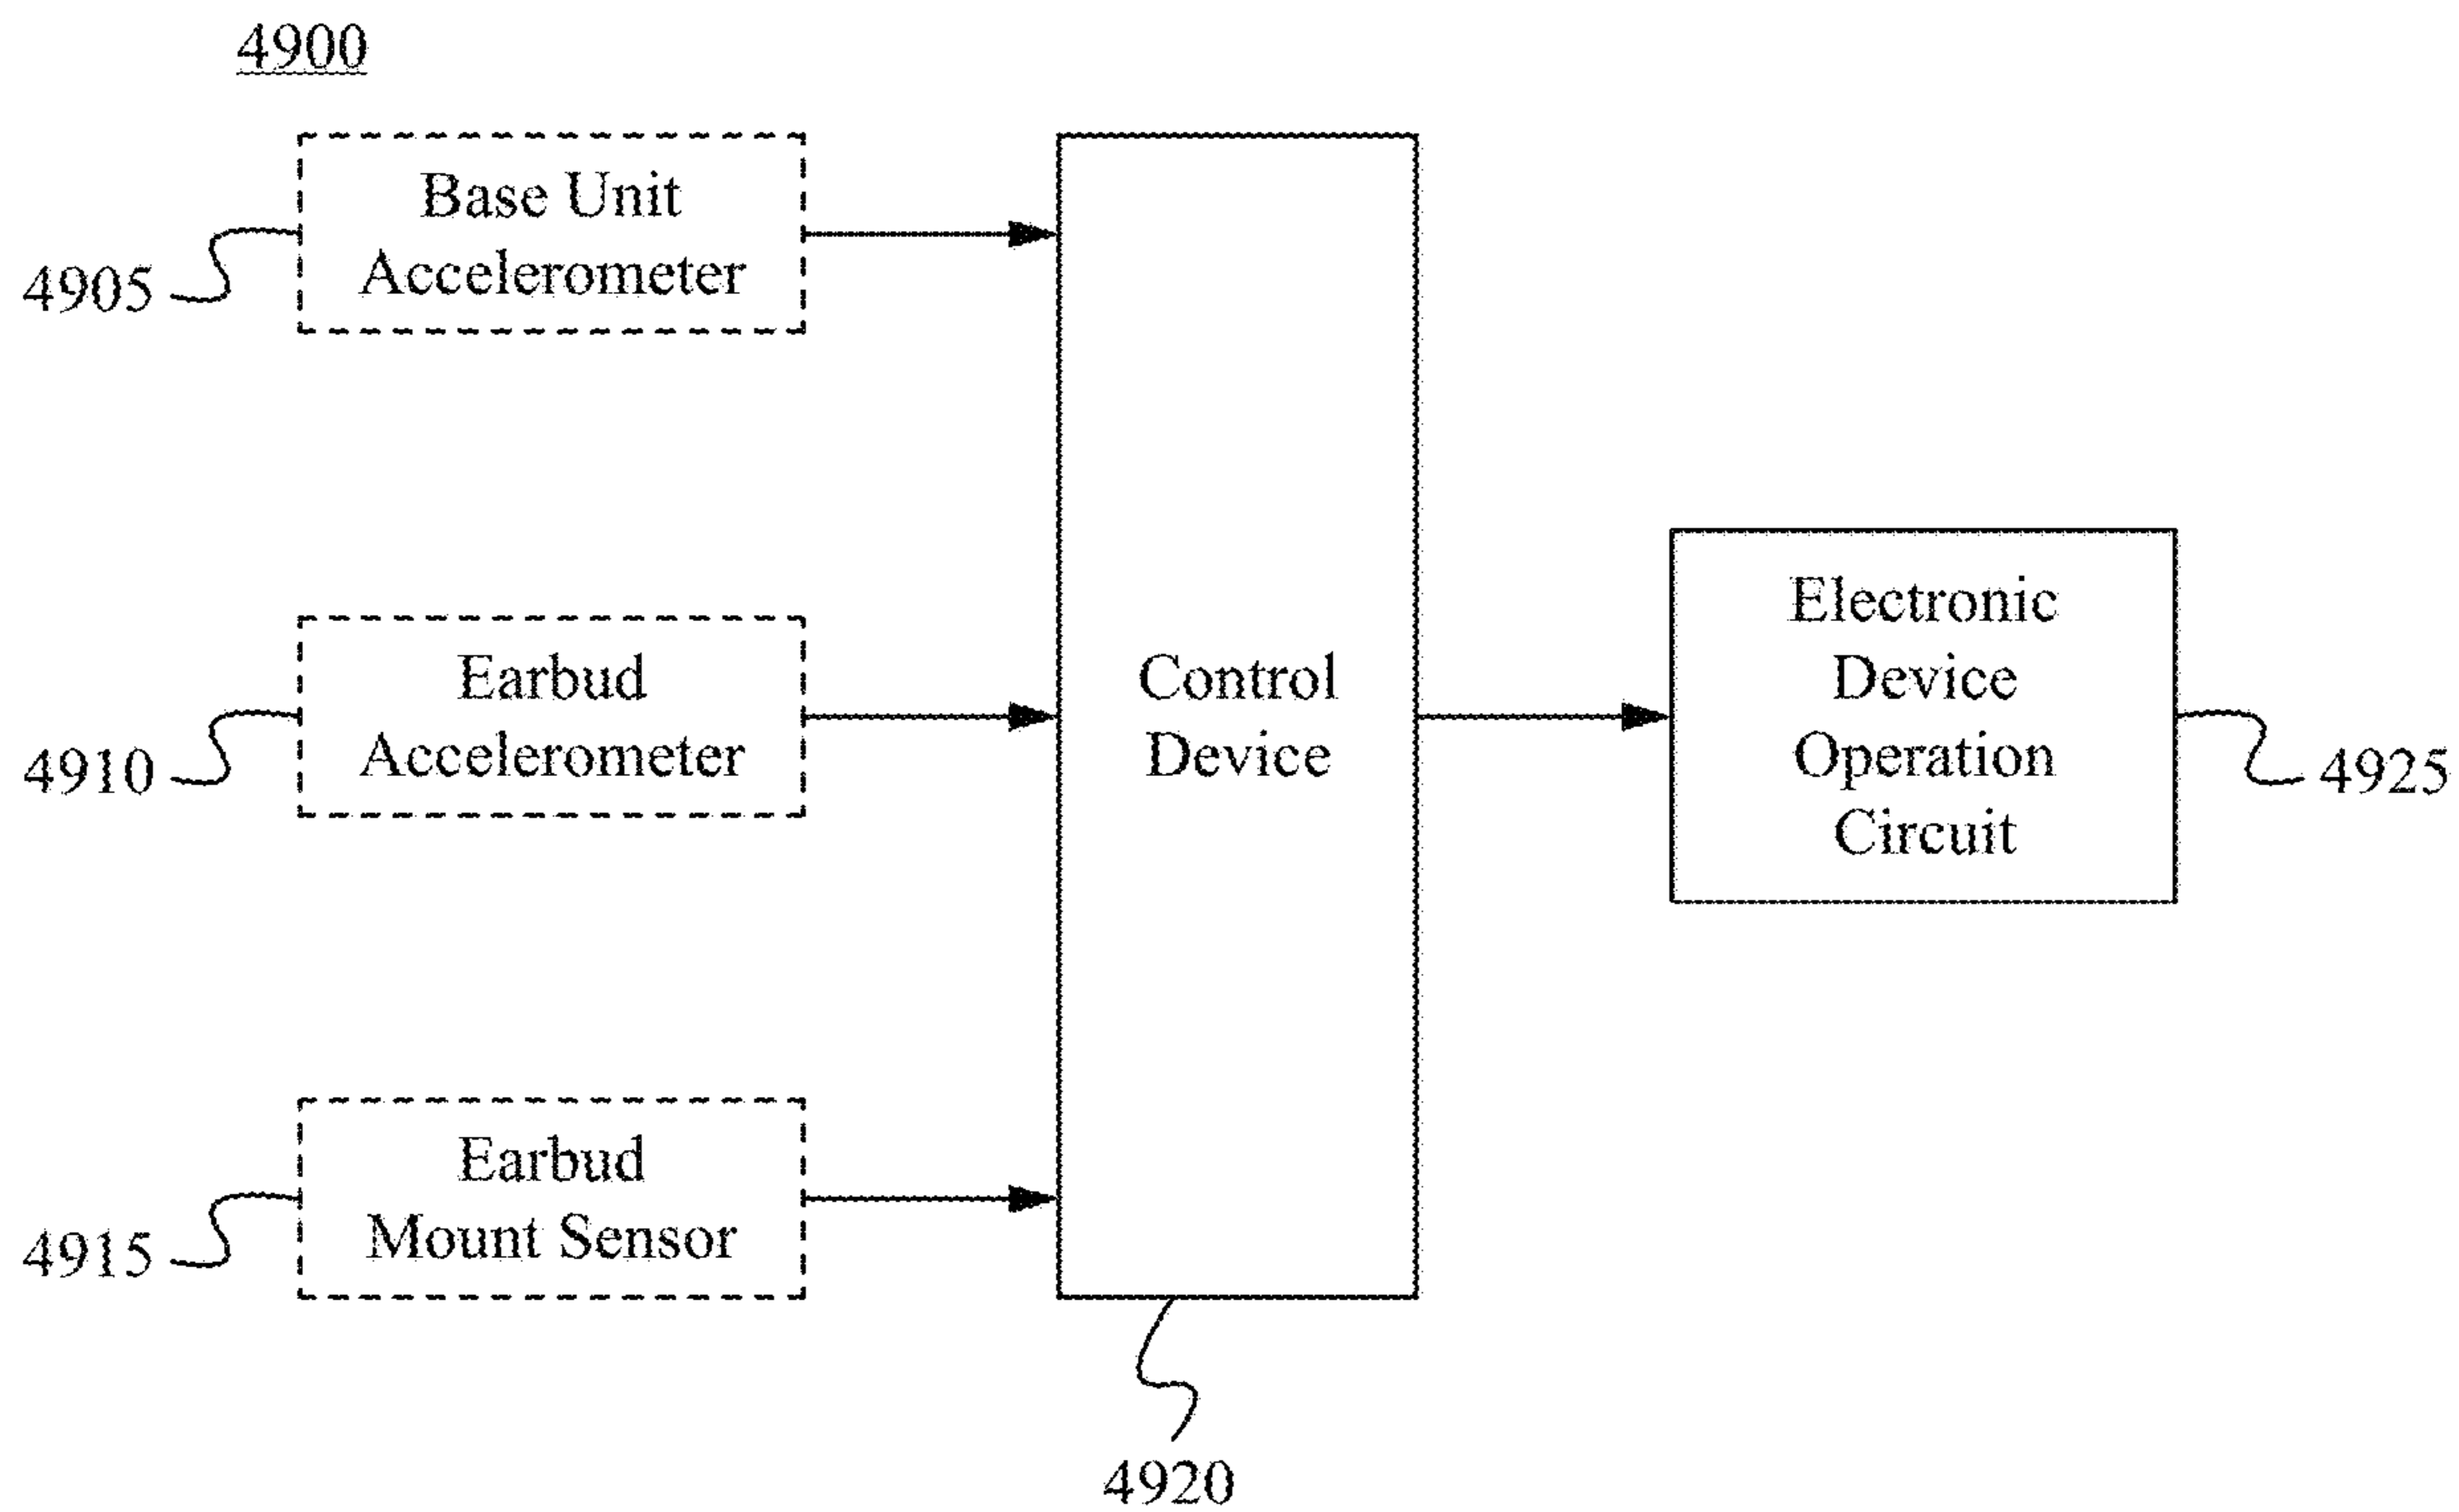 4900
Base Unit
Accelerometer
4905
Earbud
Accelerometer
4910
Earbud
Mount Sensor
4915
Control
Device
4920
Electronic
Device
Operation
Circuit
4925